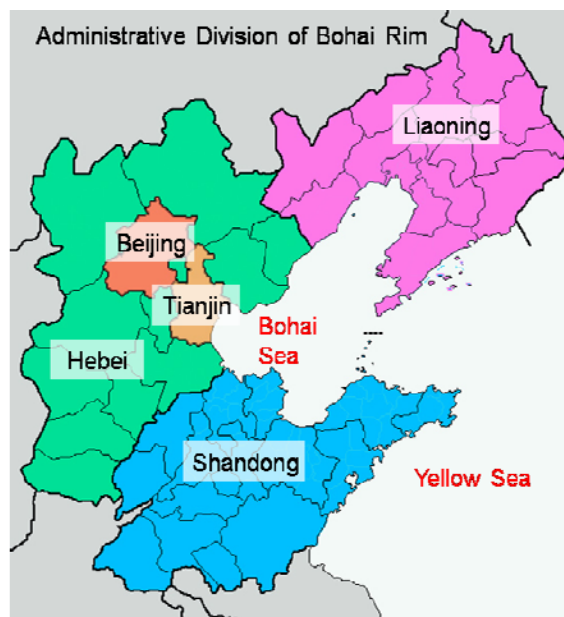 Administrative Division of Bohai Rim
Liaoning
Beijing
Tianjin
Bohai
Sea
Hebei
Shandong
Yellow Sea